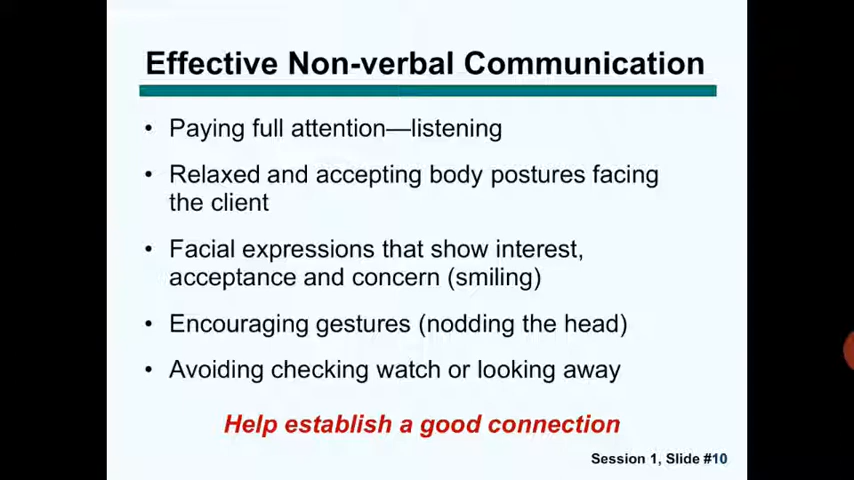 Effective Non-verbal Communication
• Paying full attention—listening
• Relaxed and accepting body postures facing
the client
• Facial expressions that show interest,
acceptance and concern (smiling)
• Encouraging gestures (nodding the head)
• Avoiding checking watch or looking away
Help establish a good connection
Session 1, Slide #10